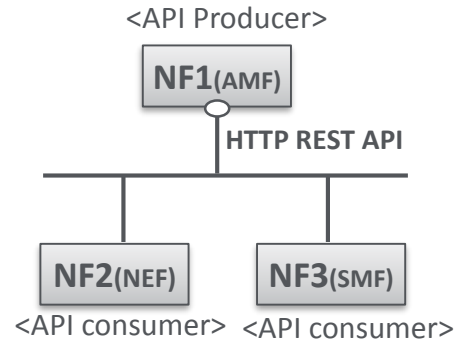 <API Producer>
NF1(AMF)
HTTP REST API
NF2(NEF) NF3(SMF)
<API consumer> <API consumer>